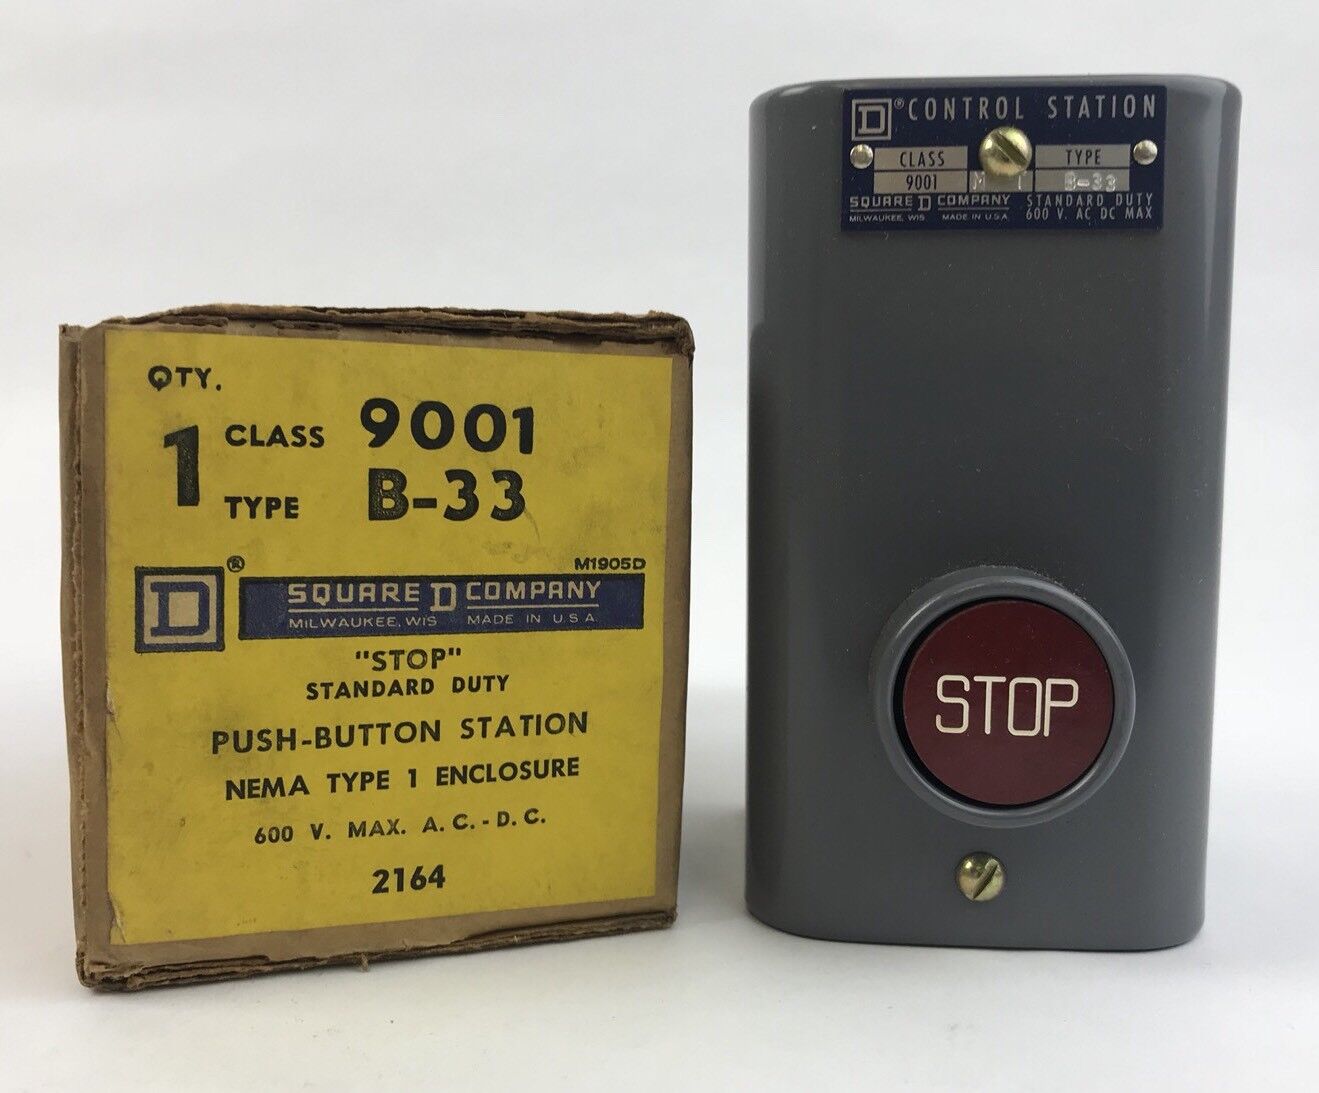 QTY.
1 CLASS 9001
TYPE B-33
M1905D
D ® SQUARE D COMPANY
MILWAUKEE, WIS MADE IN U.S.A.
"STOP"
STANDARD DUTY
PUSH-BUTTON STATION
NEMA TYPE 1 ENCLOSURE
600 V. MAX. A.C.-D.C.
2164
D ® CONTROL STATION
CLASS TYPE
9001 B-33
SQUARE D COMPANY STANDARD DUTY
MILWAUKEE, WIS MADE IN U.S.A. 600 V. AC DC MAX
STOP